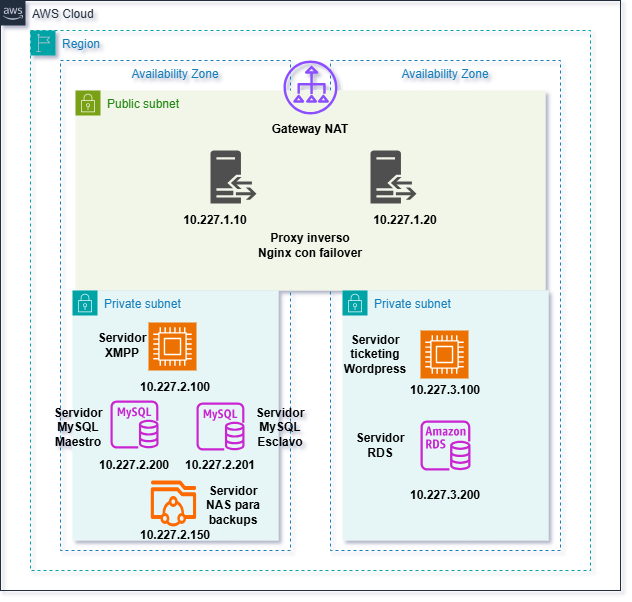 aws
AWS Cloud
Region
Availability Zone
Availability Zone
Public subnet
Gateway NAT
10.227.1.10
10.227.1.20
Proxy inverso
Nginx con failover
Private subnet
Servidor
XMPP
10.227.2.100
Servidor
MySQL
Maestro
MySQL
MySQL
Servidor
MySQL
Esclavo
10.227.2.200
10.227.2.201
Servidor
NAS para
backups
10.227.2.150
Private subnet
Servidor
ticketing
Wordpress
10.227.3.100
Servidor
RDS
Amazon
RDS
10.227.3.200